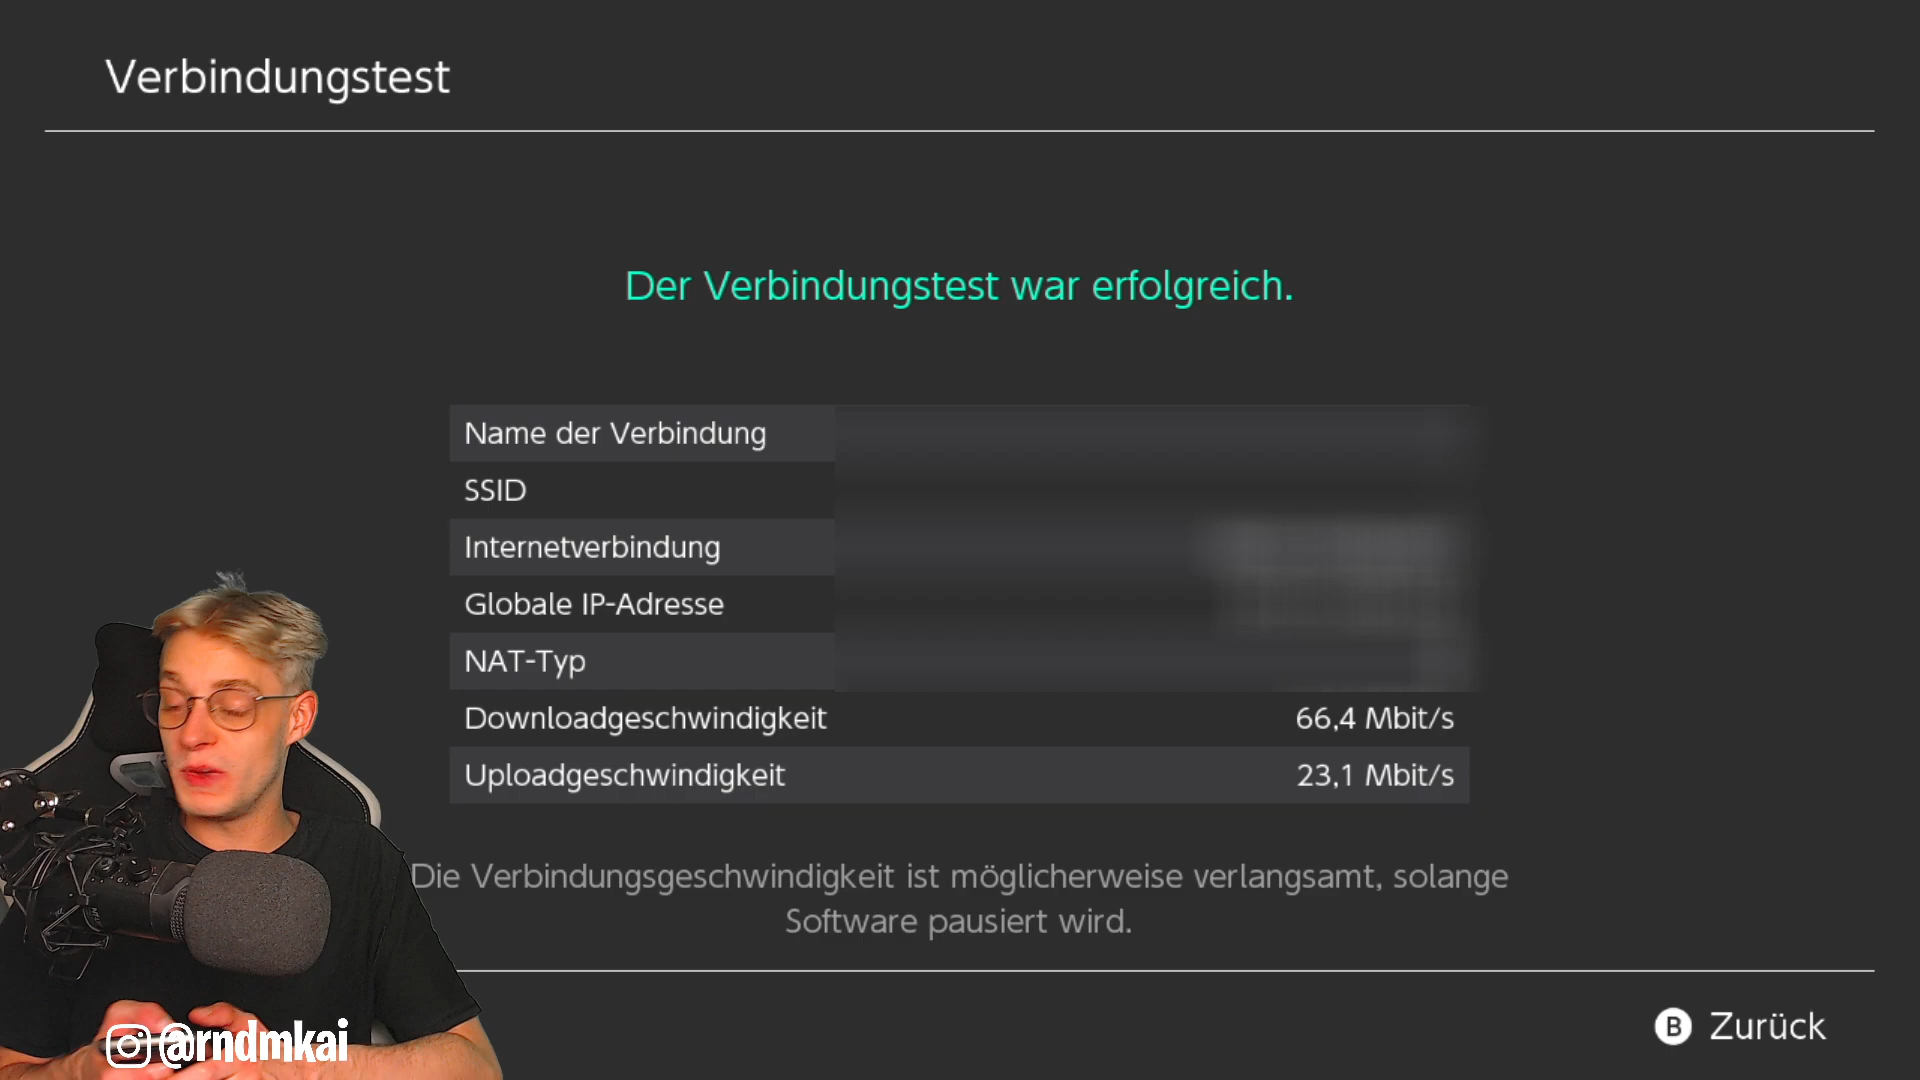 Verbindungstest
Der Verbindungstest war erfolgreich.
Name der Verbindung
SSID
Internetverbindung
Globale IP-Adresse
NAT-Typ
Downloadgeschwindigkeit 66,4 Mbit/s
Uploadgeschwindigkeit 23,1 Mbit/s
Die Verbindungsgeschwindigkeit ist möglicherweise verlangsamt, solange
Software pausiert wird.
@rndmkai
B Zurück